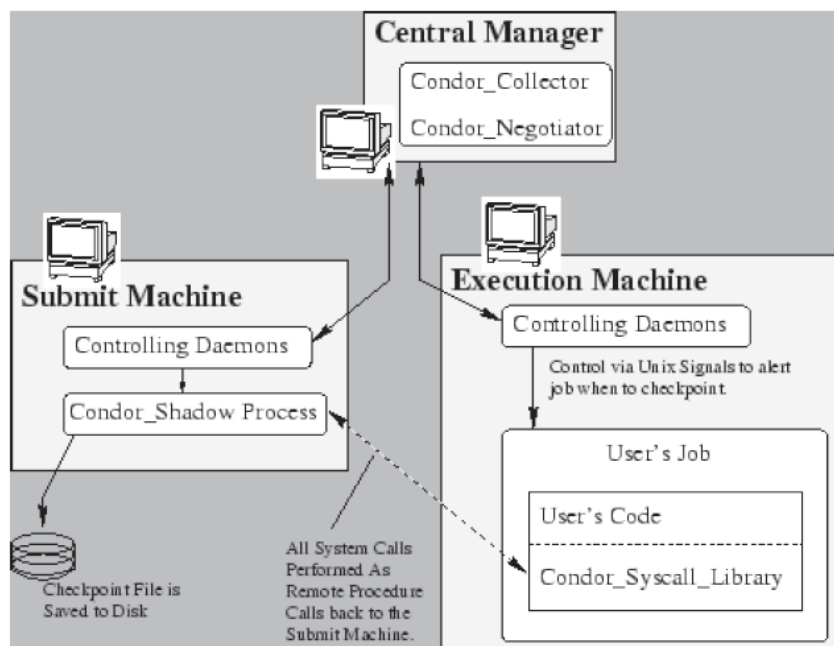 Central Manager
Condor_Collector
Condor_Negotiator
Submit Machine
Controlling Daemons
Condor_Shadow Process
Checkpoint File is
Saved to Disk
All System Calls
Performed As
Remote Procedure
Calls back to the
Submit Machine.
Execution Machine
Controlling Daemons
Control via Unix Signals to alert
job when to checkpoint.
User's Job
User's Code
Condor_Syscall_Library